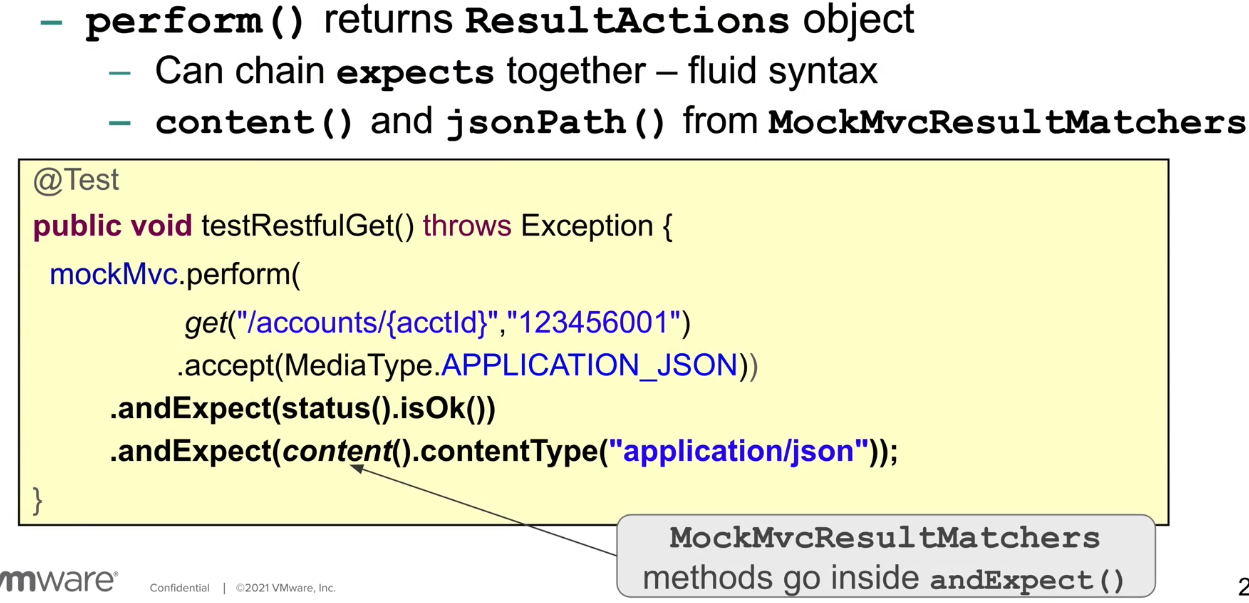 – perform() returns ResultActions object
– Can chain expects together – fluid syntax
– content() and jsonPath() from MockMvcResultMatchers
@Test
public void testRestfulGet() throws Exception {
mockMvc.perform(
get("/accounts/{acctId}","123456001")
.accept(MediaType.APPLICATION_JSON))
.andExpect(status().isOk())
.andExpect(content().contentType("application/json"));
}
MockMvcResultMatchers
methods go inside andExpect()
vmware® Confidential | ©2021 VMware, Inc.
2